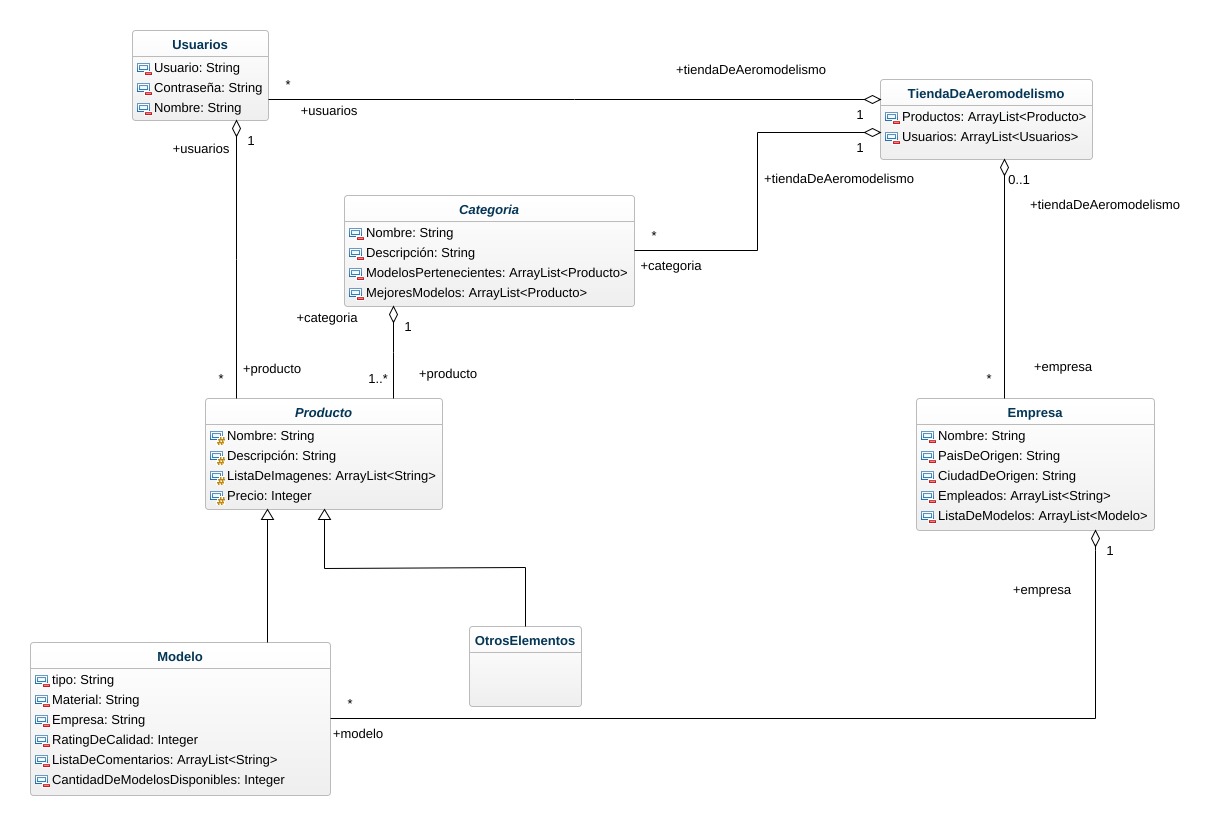 Usuarios
Usuario: String
Contraseña: String
Nombre: String
*
+usuarios
+tiendaDeAeromodelismo
1
TiendaDeAeromodelismo
Productos: ArrayList<Producto>
Usuarios: ArrayList<Usuarios>
1
+usuarios
1
+tiendaDeAeromodelismo
0..1
+tiendaDeAeromodelismo
Categoria
Nombre: String
Descripción: String
ModelosPertenecientes: ArrayList<Producto>
MejoresModelos: ArrayList<Producto>
*
+categoria
+categoria
1
+producto
*
1..*
+producto
+empresa
*
Producto
Nombre: String
Descripción: String
ListaDeImagenes: ArrayList<String>
Precio: Integer
Empresa
Nombre: String
PaisDeOrigen: String
CiudadDeOrigen: String
Empleados: ArrayList<String>
ListaDeModelos: ArrayList<Modelo>
1
+empresa
OtrosElementos
Modelo
tipo: String
Material: String
Empresa: String
RatingDeCalidad: Integer
ListaDeComentarios: ArrayList<String>
CantidadDeModelosDisponibles: Integer
*
+modelo